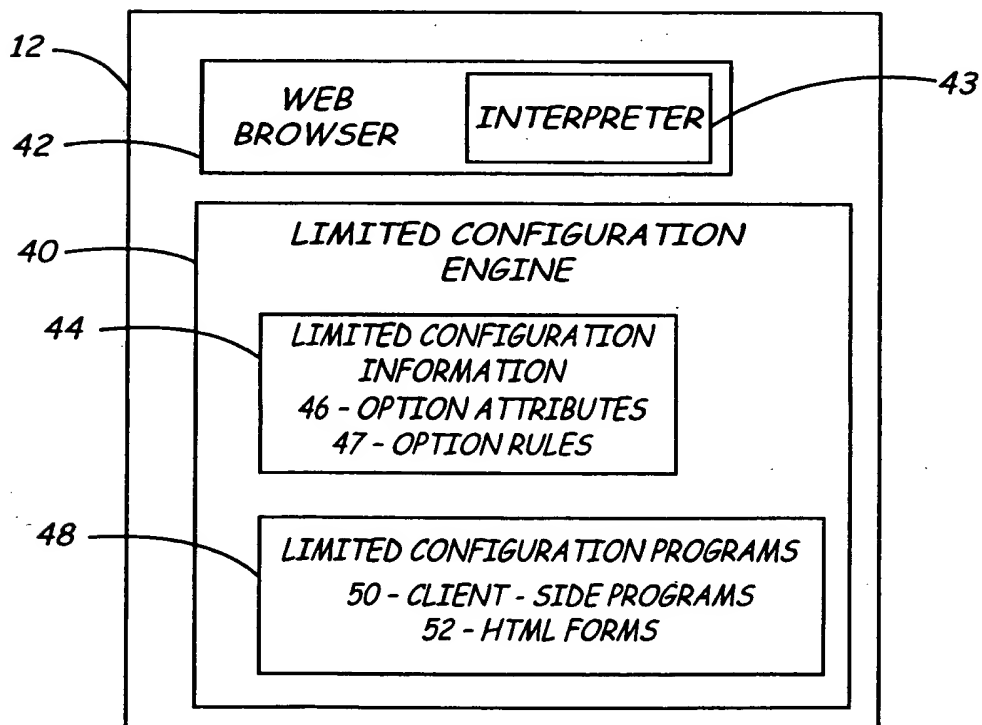 12
WEB
BROWSER
INTERPRETER
43
42
40
LIMITED CONFIGURATION
ENGINE
44
LIMITED CONFIGURATION
INFORMATION
46 - OPTION ATTRIBUTES
47 - OPTION RULES
48
LIMITED CONFIGURATION PROGRAMS
50 - CLIENT - SIDE PROGRAMS
52 - HTML FORMS